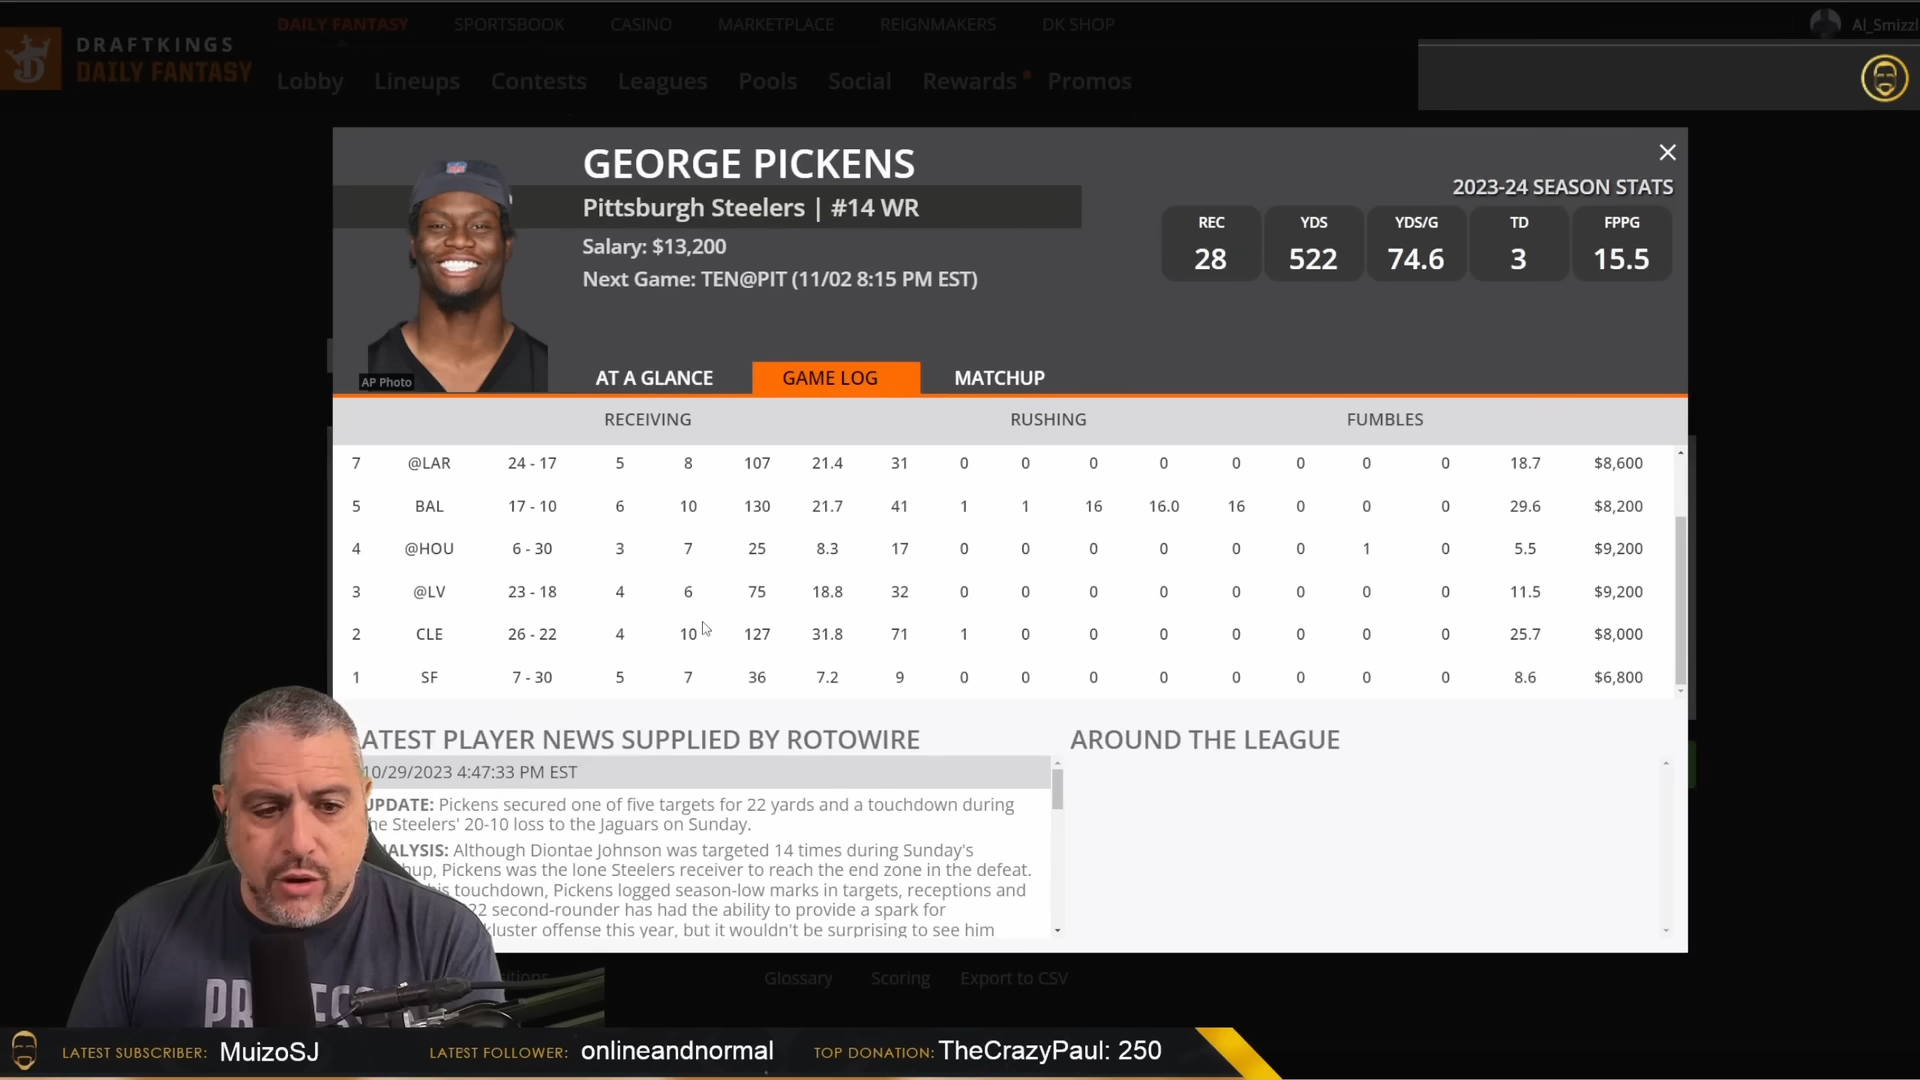 DAILY FANTASY SPORTSBOOK CASINO MARKETPLACE REIGNMAKERS DK SHOP
Al_Smizzl
DRAFTKINGS
DAILY FANTASY
Lobby Lineups Contests Leagues Pools Social Rewards Promos
GEORGE PICKENS
Pittsburgh Steelers | #14 WR
Salary: $13,200
Next Game: TEN@PIT (11/02 8:15 PM EST)
2023-24 SEASON STATS
REC YDS YDS/G TD FPPG
28 522 74.6 3 15.5
AP Photo
AT A GLANCE GAME LOG MATCHUP
RECEIVING RUSHING FUMBLES
7 @LAR 24 - 17 5 8 107 21.4 31 0 0 0 0 0 0 0 0 18.7 $8,600
5 BAL 17 - 10 6 10 130 21.7 41 1 1 16 16.0 16 0 0 0 29.6 $8,200
4 @HOU 6 - 30 3 7 25 8.3 17 0 0 0 0 0 0 1 0 5.5 $9,200
3 @LV 23 - 18 4 6 75 18.8 32 0 0 0 0 0 0 0 0 11.5 $9,200
2 CLE 26 - 22 4 10 127 31.8 71 1 0 0 0 0 0 0 0 25.7 $8,000
1 SF 7 - 30 5 7 36 7.2 9 0 0 0 0 0 0 0 0 8.6 $6,800
ATEST PLAYER NEWS SUPPLIED BY ROTOWIRE
10/29/2023 4:47:33 PM EST
UPDATE: Pickens secured one of five targets for 22 yards and a touchdown during
he Steelers' 20-10 loss to the Jaguars on Sunday.
NALYSIS: Although Diontae Johnson was targeted 14 times during Sunday's
hup, Pickens was the lone Steelers receiver to reach the end zone in the defeat.
his touchdown, Pickens logged season-low marks in targets, receptions and
22 second-rounder has had the ability to provide a spark for
kluster offense this year, but it wouldn't be surprising to see him
AROUND THE LEAGUE
Glossary Scoring Export to CSV
LATEST SUBSCRIBER: MuizoSJ LATEST FOLLOWER: onlineandnormal TOP DONATION: TheCrazyPaul: 250